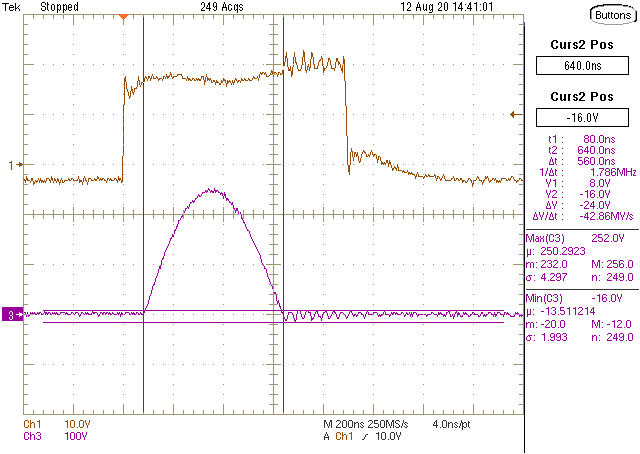 Tek Stopped 249 Acqs 12 Aug 20 14:41:01
Buttons
Curs2 Pos
640.0ns
Curs2 Pos
-16.0V
t1 : 80.0ns
t2 : 640.0ns
Δt : 560.0ns
1/Δt : 1.786MHz
V1 : 8.0V
V2 : -16.0V
ΔV : -24.0V
ΔV/Δt : -42.86MV/s
Max(C3) 252.0V
µ: 250.2923
m: 232.0 M: 256.0
σ: 4.297 n: 249.0
Min(C3) -16.0V
µ: -13.511214
m: -20.0 M: -12.0
σ: 1.993 n: 249.0
1
3
Ch1 10.0V M 200ns 250MS/s 4.0ns/pt
Ch3 100V A Ch1 ∕ 10.0V